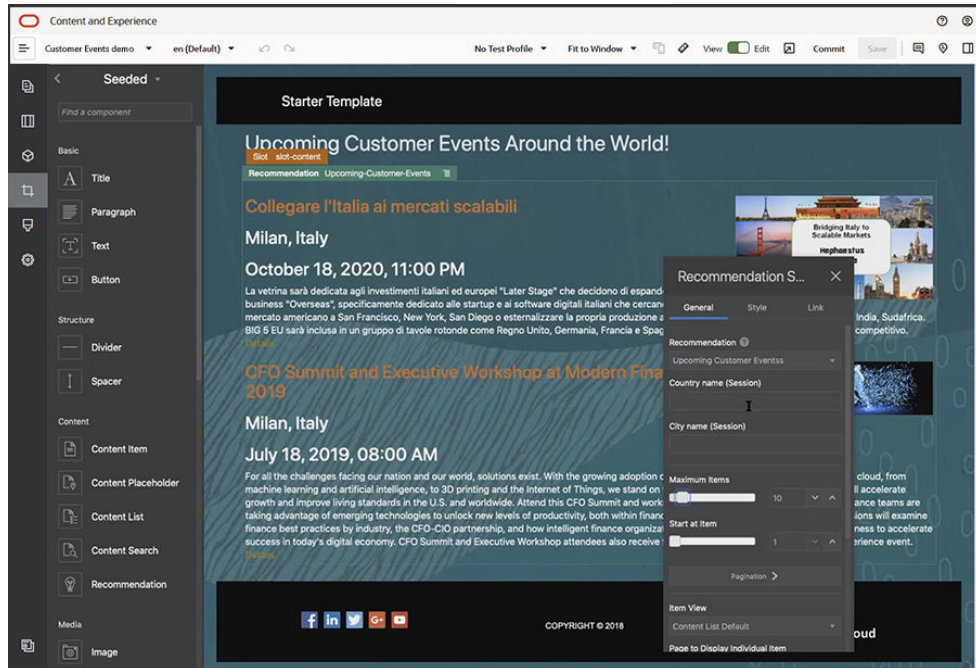 Content and Experience
Customer Events demo
en (Default)
No Test Profile
Fit to Window
View
Edit
Commit
Save
Seeded
Find a component
Basic
Title
Paragraph
Text
Button
Structure
Divider
Spacer
Content
Content Item
Content Placeholder
Content List
Content Search
Recommendation
Media
Image
Starter Template
Upcoming Customer Events Around the World!
Slot slot-content
Recommendation Upcoming-Customer-Events
Collegare l'Italia ai mercati scalabili
Milan, Italy
October 18, 2020, 11:00 PM
La vetrina sarà dedicata agli investimenti italiani ed europei "Later Stage" che decidono di espand
business "Overseas", specificamente dedicato alle startup e ai software digitali italiani che cercan
mercato americano a San Francisco, New York, San Diego o esternalizzare la propria produzione a
India, Sudafrica.
BIG 5 EU sarà inclusa in un gruppo di tavole rotonde come Regno Unito, Germania, Francia e Spag
competitivo.
Details
Bridging Italy to
Scalable Markets
Hephaestus
CFO Summit and Executive Workshop at Modern Fina
2019
Milan, Italy
July 18, 2019, 08:00 AM
For all the challenges facing our nation and our world, solutions exist. With the growing adoption o
cloud, from
machine learning and artificial intelligence, to 3D printing and the Internet of Things, we stand on
ll accelerate
growth and improve living standards in the U.S. and worldwide. Attend this CFO Summit and work
ance teams are
taking advantage of emerging technologies to unlock new levels of productivity, both within financ
ions will examine
finance best practices by industry, the CFO-CIO partnership, and how intelligent finance organizat
ness to accelerate
success in today's digital economy. CFO Summit and Executive Workshop attendees also receive
erience event.
Details
COPYRIGHT © 2018
oud
Recommendation S...
General
Style
Link
Recommendation
Upcoming Customer Eventss
Country name (Session)
City name (Session)
Maximum Items
10
Start at Item
1
Pagination
Item View
Content List Default
Page to Display Individual Item